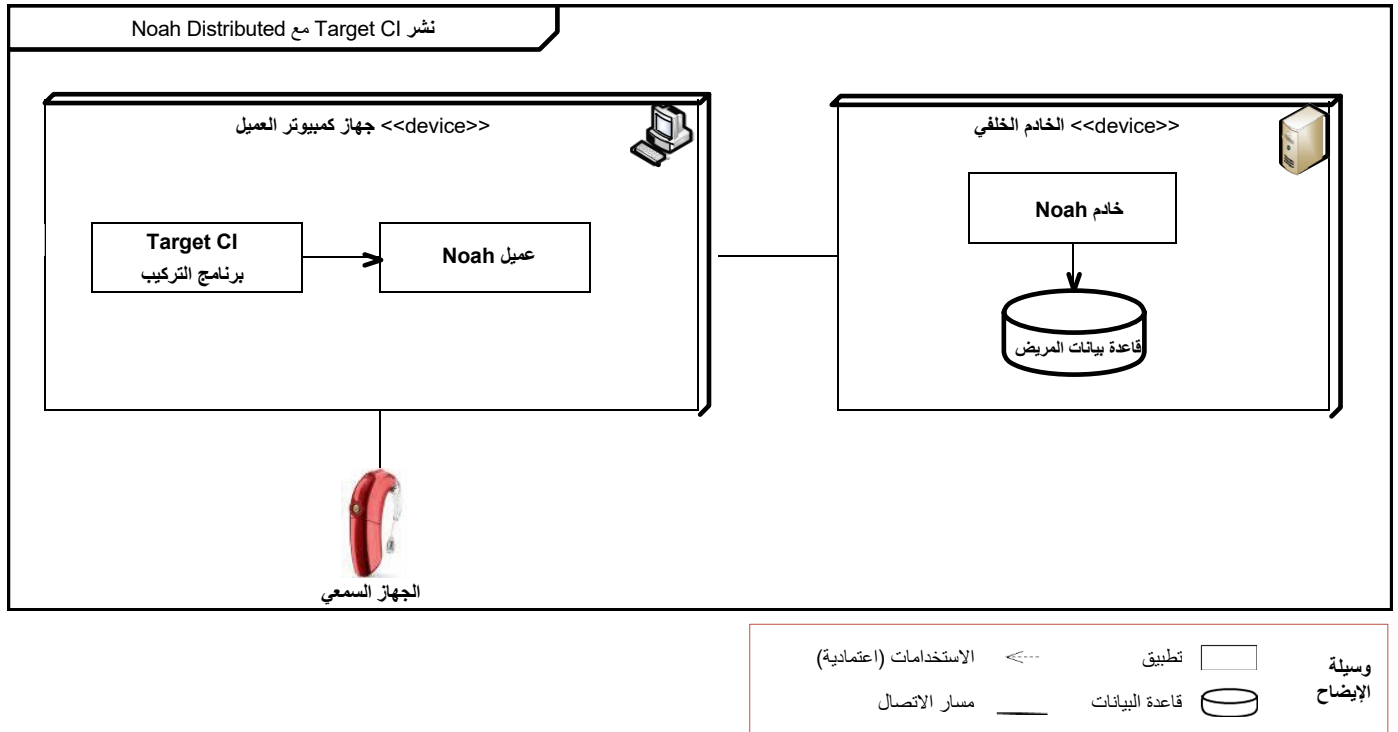 نشر Target CI مع Noah Distributed
<<device>> جهاز كمبيوتر العميل
<<device>> الخادم الخلفي
Target CI
برنامج التركيب
عميل Noah
خادم Noah
قاعدة بيانات المريض
الجهاز السمعي
وسيلة
الإيضاح
تطبيق
الاستخدامات (اعتمادية)
قاعدة البيانات
مسار الاتصال